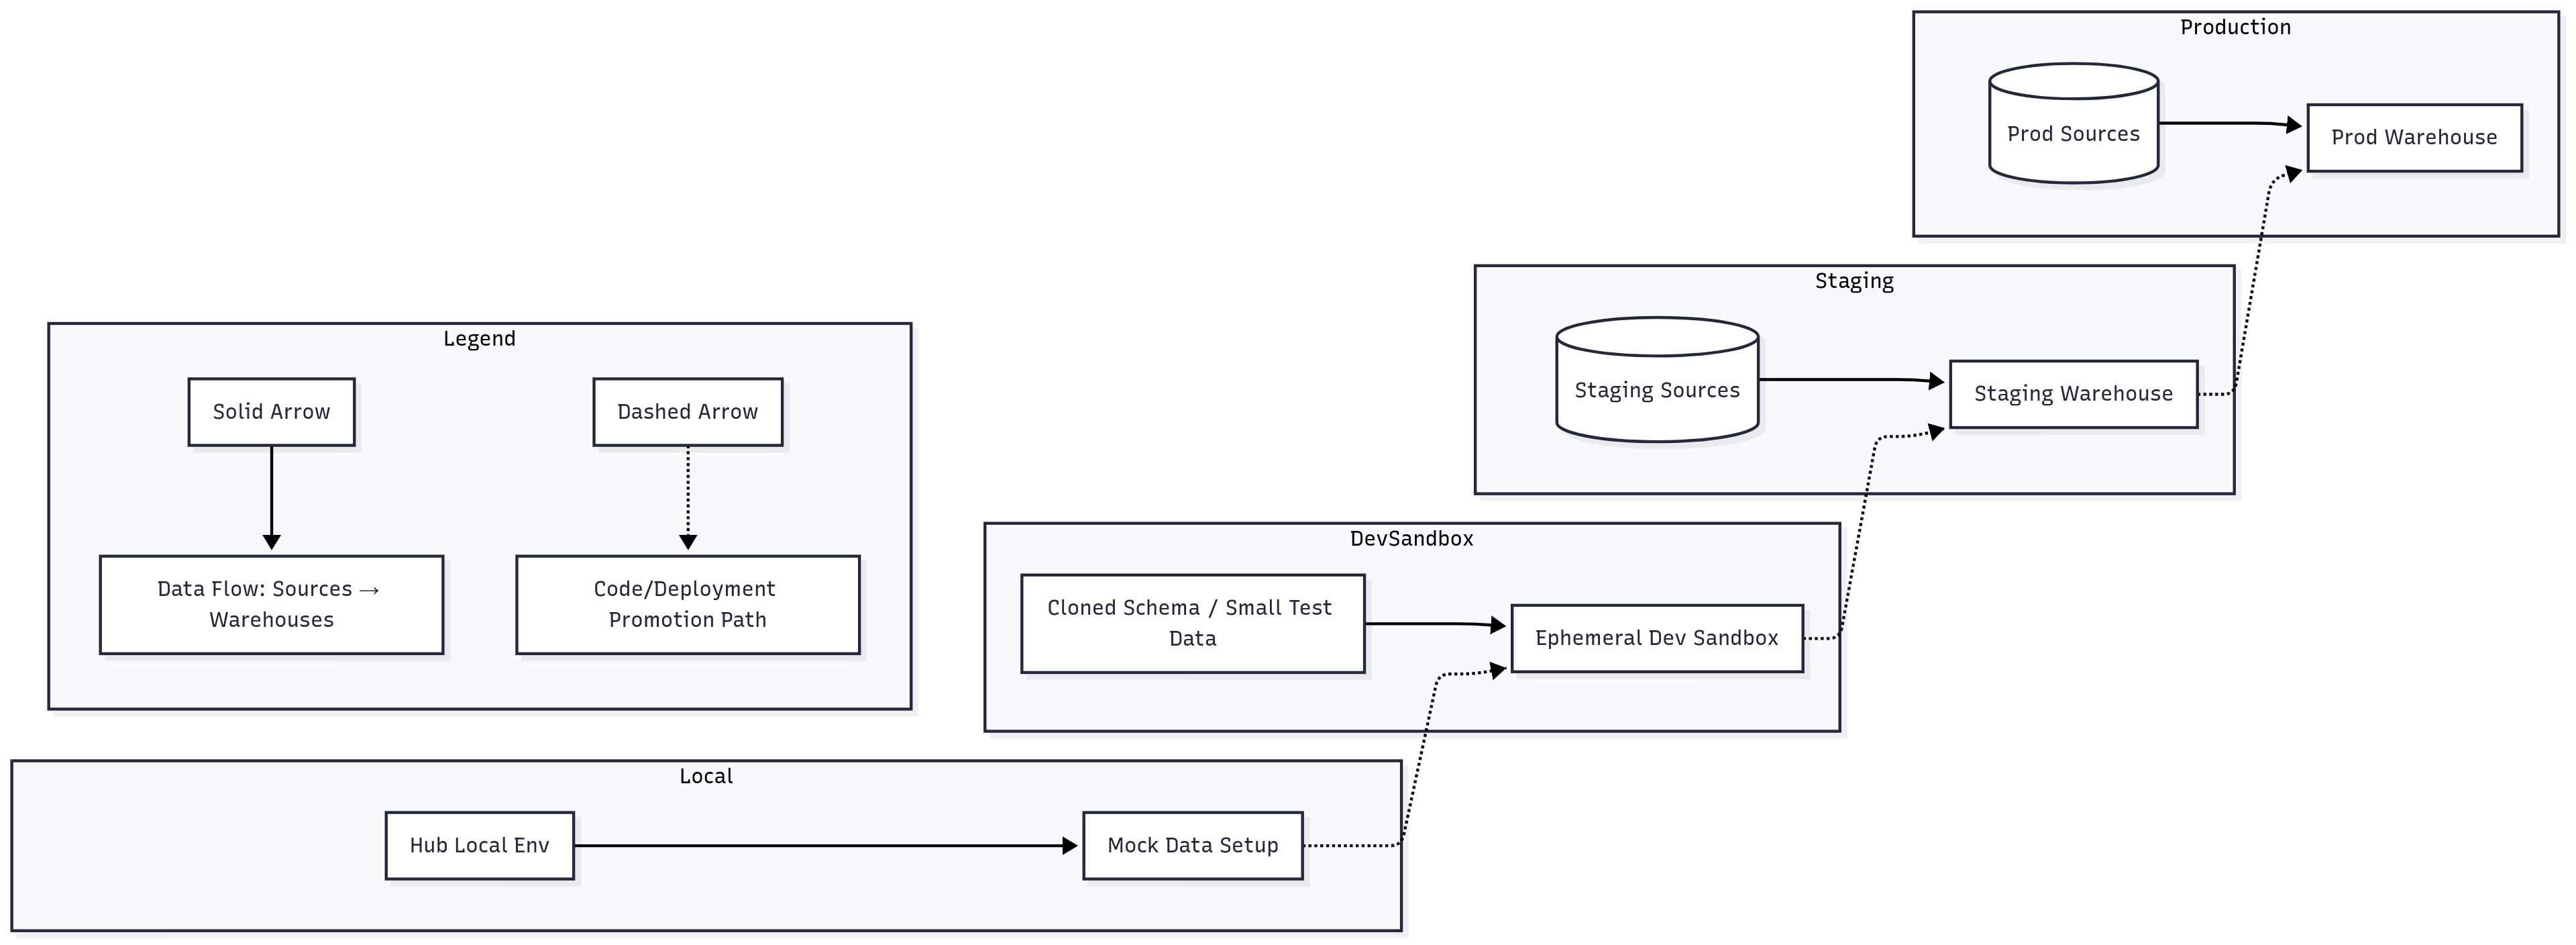 Production
Prod Sources
Prod Warehouse
Staging
Staging Sources
Staging Warehouse
Legend
Solid Arrow
Dashed Arrow
Data Flow: Sources →
Warehouses
Code/Deployment
Promotion Path
DevSandbox
Cloned Schema / Small Test
Data
Ephemeral Dev Sandbox
Local
Hub Local Env
Mock Data Setup